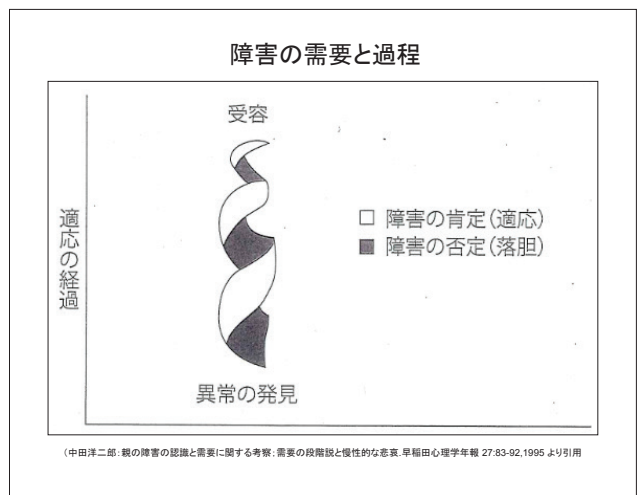 障害の需要と過程
受容
適応の経過
□ 障害の肯定(適応)
■ 障害の否定(落胆)
異常の発見
(中田洋二郎:親の障害の認識と需要に関する考察;需要の段階説と慢性的な悲哀.早稲田心理学年報 27:83-92,1995 より引用